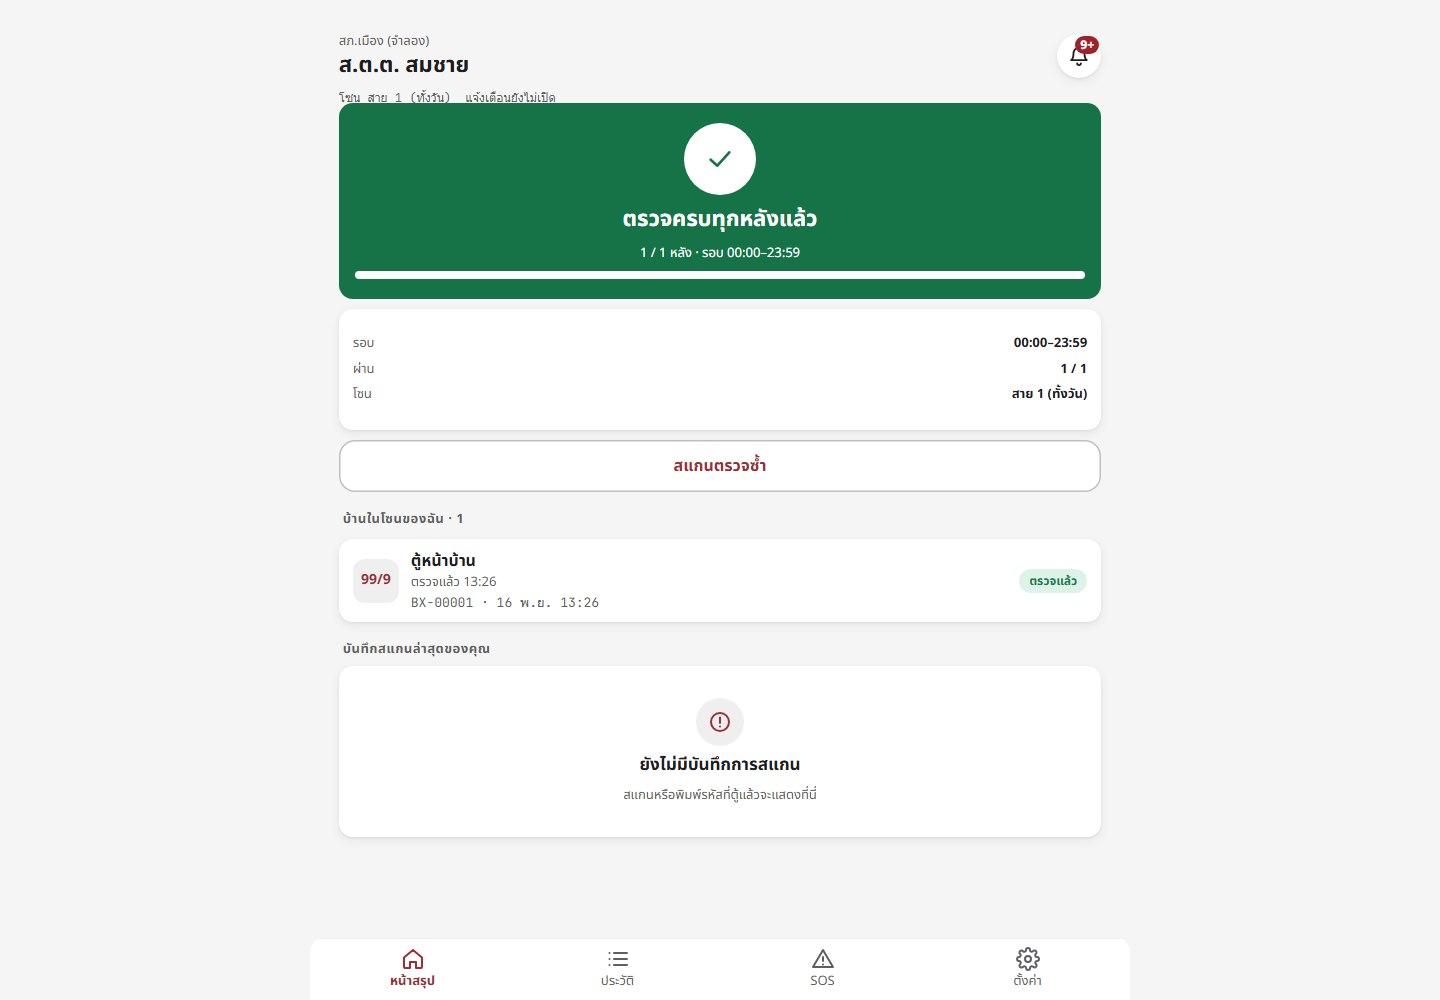 สภ.เมือง (จำลอง)
ส.ต.ต. สมชาย
9+
โซน สาย 1 (ทั้งวัน) แจ้งเตือนยังไม่เปิด
ตรวจครบทุกหลังแล้ว
1 / 1 หลัง · รอบ 00:00–23:59
รอบ 00:00–23:59
ผ่าน 1 / 1
โซน สาย 1 (ทั้งวัน)
สแกนตรวจซ้ำ
บ้านในโซนของฉัน · 1
99/9
ตู้หน้าบ้าน
ตรวจแล้ว 13:26
BX-00001 · 16 พ.ย. 13:26
ตรวจแล้ว
บันทึกสแกนล่าสุดของคุณ
ยังไม่มีบันทึกการสแกน
สแกนหรือพิมพ์รหัสที่ตู้แล้วจะแสดงที่นี่
หน้าสรุป ประวัติ SOS ตั้งค่า